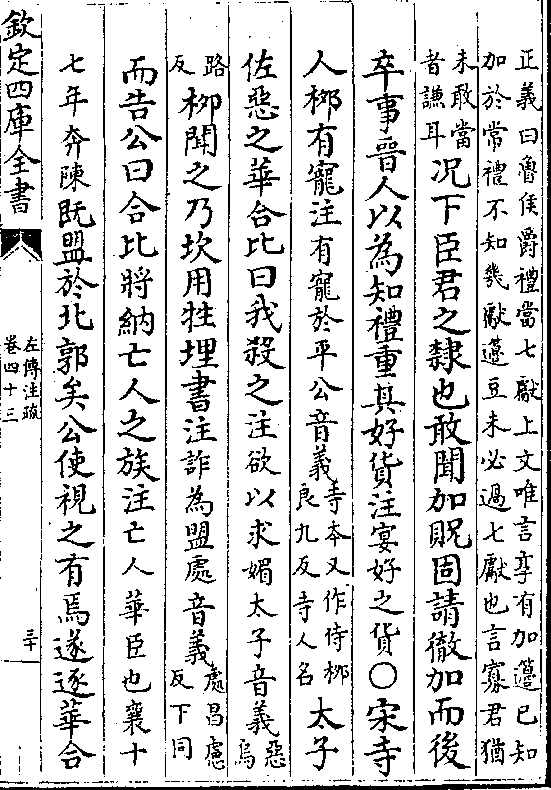 正義曰魯侯爵禮當七獻上文唯言享有加籩已知
加於常禮不知幾獻籩豆未必過七獻也言寡君猶
未敢當
者謙耳
況下臣君之隸也敢聞加貺固請徹加而後
卒事晉人以為知禮重其好貨注宴好之貨○宋寺
人栁有寵注有寵於平公音義
寺本又作侍栁
良九反寺人名
太子
佐惡之華合比曰我殺之注欲以求媚太子音義
惡
烏
路
反
栁聞之乃坎用牲埋書注詐為盟處音義
處昌慮
反下同
而告公曰合比將納亡人之族注亡人華臣也襄十
七年奔陳既盟於北郭矣公使視之有焉遂逐華合
欽定四庫全書
左傳注疏
卷四十三
三十